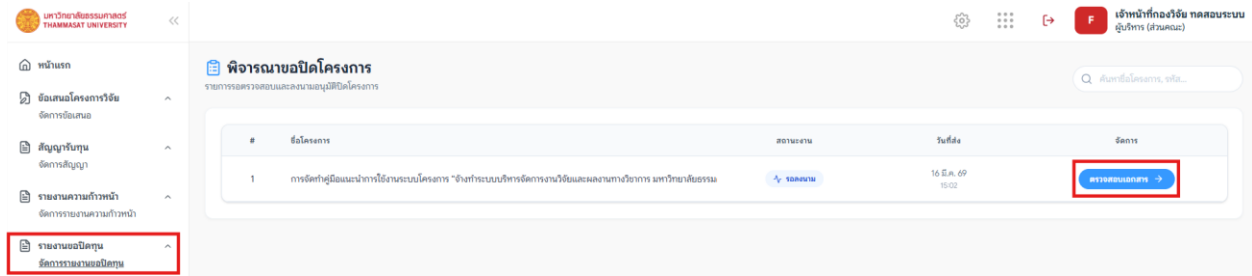 มหาวิทยาลัยธรรมศาสตร์
THAMMASAT UNIVERSITY
F
เจ้าหน้าที่กองวิจัย ทดสอบระบบ
ผู้บริหาร (ส่วนคณะ)
หน้าแรก
ข้อเสนอโครงการวิจัย
จัดการข้อเสนอ
สัญญารับทุน
จัดการสัญญา
รายงานความก้าวหน้า
จัดการรายงานความก้าวหน้า
รายงานขอปิดทุน
จัดการรายงานขอปิดทุน
พิจารณาขอปิดโครงการ
รายการรอตรวจสอบและลงนามอนุมัติปิดโครงการ
ค้นหาชื่อโครงการ, รหัส...
# ชื่อโครงการ สถานะงาน วันที่ส่ง จัดการ
1 การจัดทำคู่มือแนะนำการใช้งานระบบโครงการ "จ้างทำระบบบริหารจัดการงานวิจัยและผลงานทางวิชาการ มหาวิทยาลัยธรรม รอลงนาม 16 มี.ค. 69 ตรวจสอบเอกสาร →
15:02